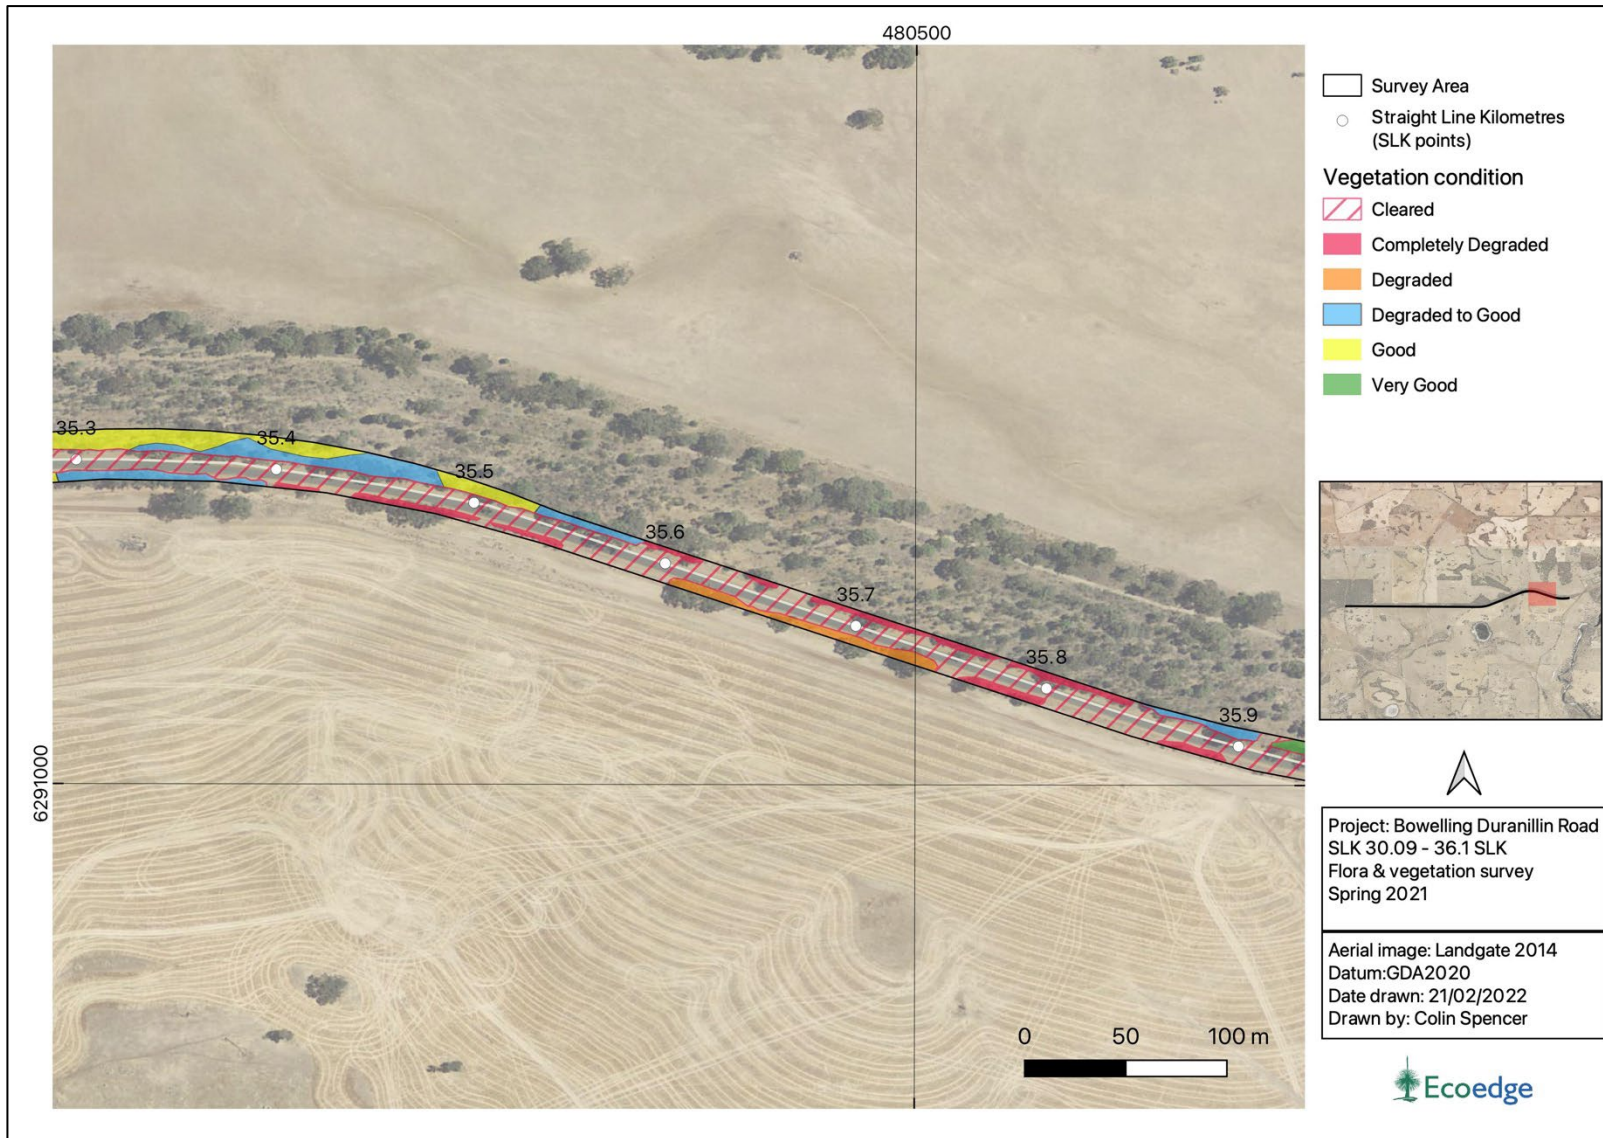 480500
6291000
35.3
35.4
35.5
35.6
35.7
35.8
35.9
0 50 100 m
Survey Area
Straight Line Kilometres
(SLK points)
Vegetation condition
Cleared
Completely Degraded
Degraded
Degraded to Good
Good
Very Good
Project: Bowelling Duranillin Road
SLK 30.09 - 36.1 SLK
Flora & vegetation survey
Spring 2021
Aerial image: Landgate 2014
Datum:GDA2020
Date drawn: 21/02/2022
Drawn by: Colin Spencer
Ecoedge